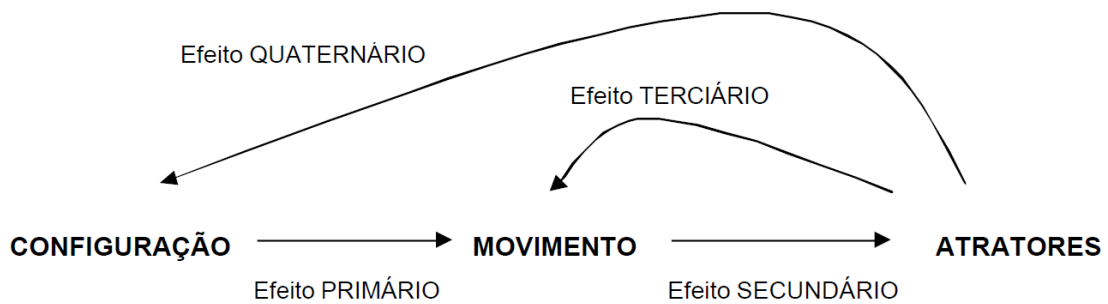 Efeito QUATERNÁRIO
Efeito TERCIÁRIO
CONFIGURAÇÃO
MOVIMENTO
ATRATORES
Efeito PRIMÁRIO
Efeito SECUNDÁRIO